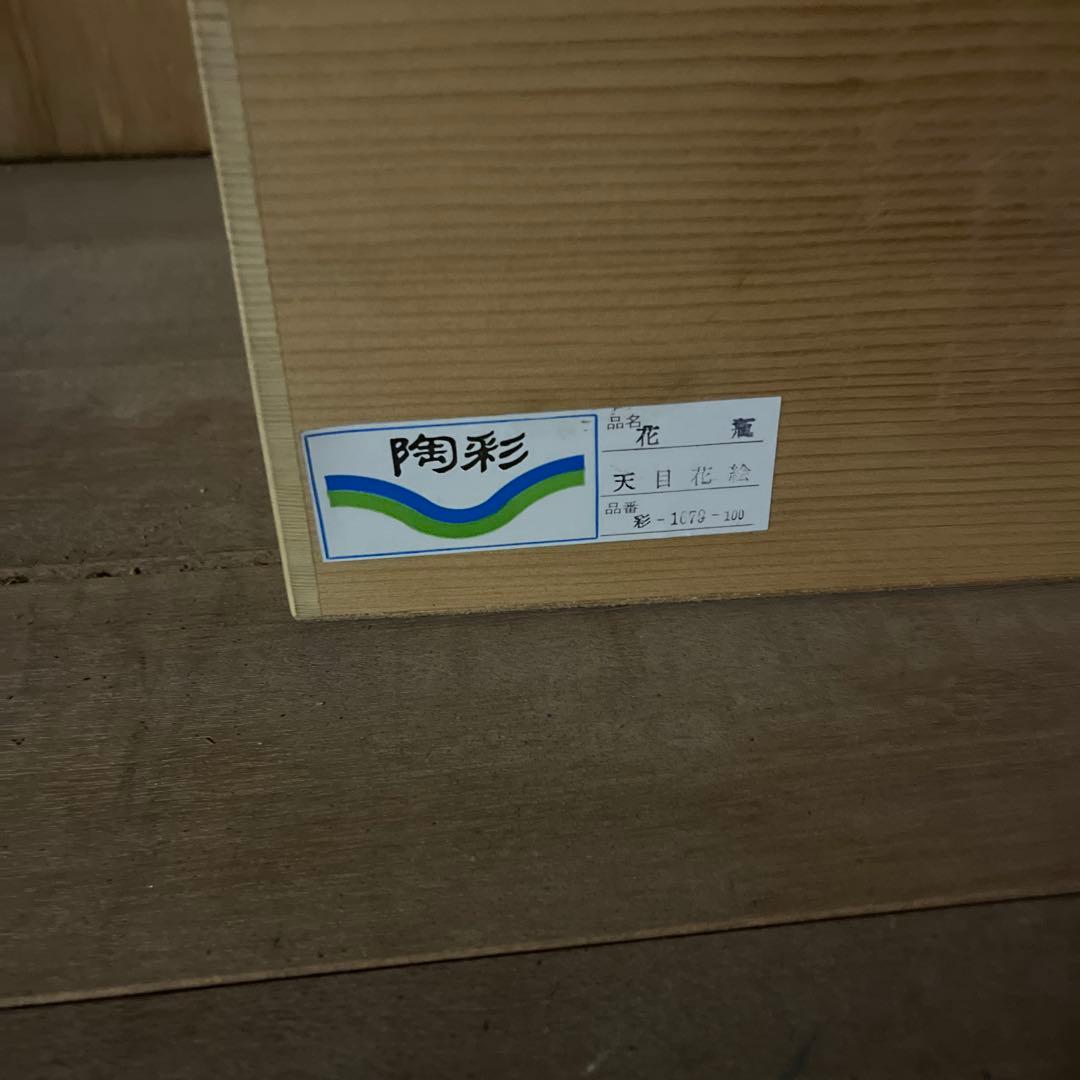 陶彩
品名
花 瓶
天目花絵
品番
彩-1079-100